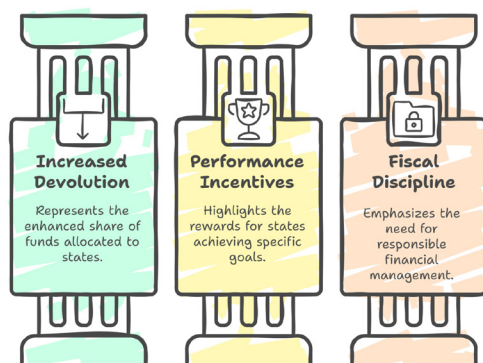 Increased
Devolution
Represents the
enhanced share of
funds allocated to
states.
Performance
Incentives
Highlights the
rewards for states
achieving specific
goals.
Fiscal
Discipline
Emphasizes the
need for
responsible
financial
management.